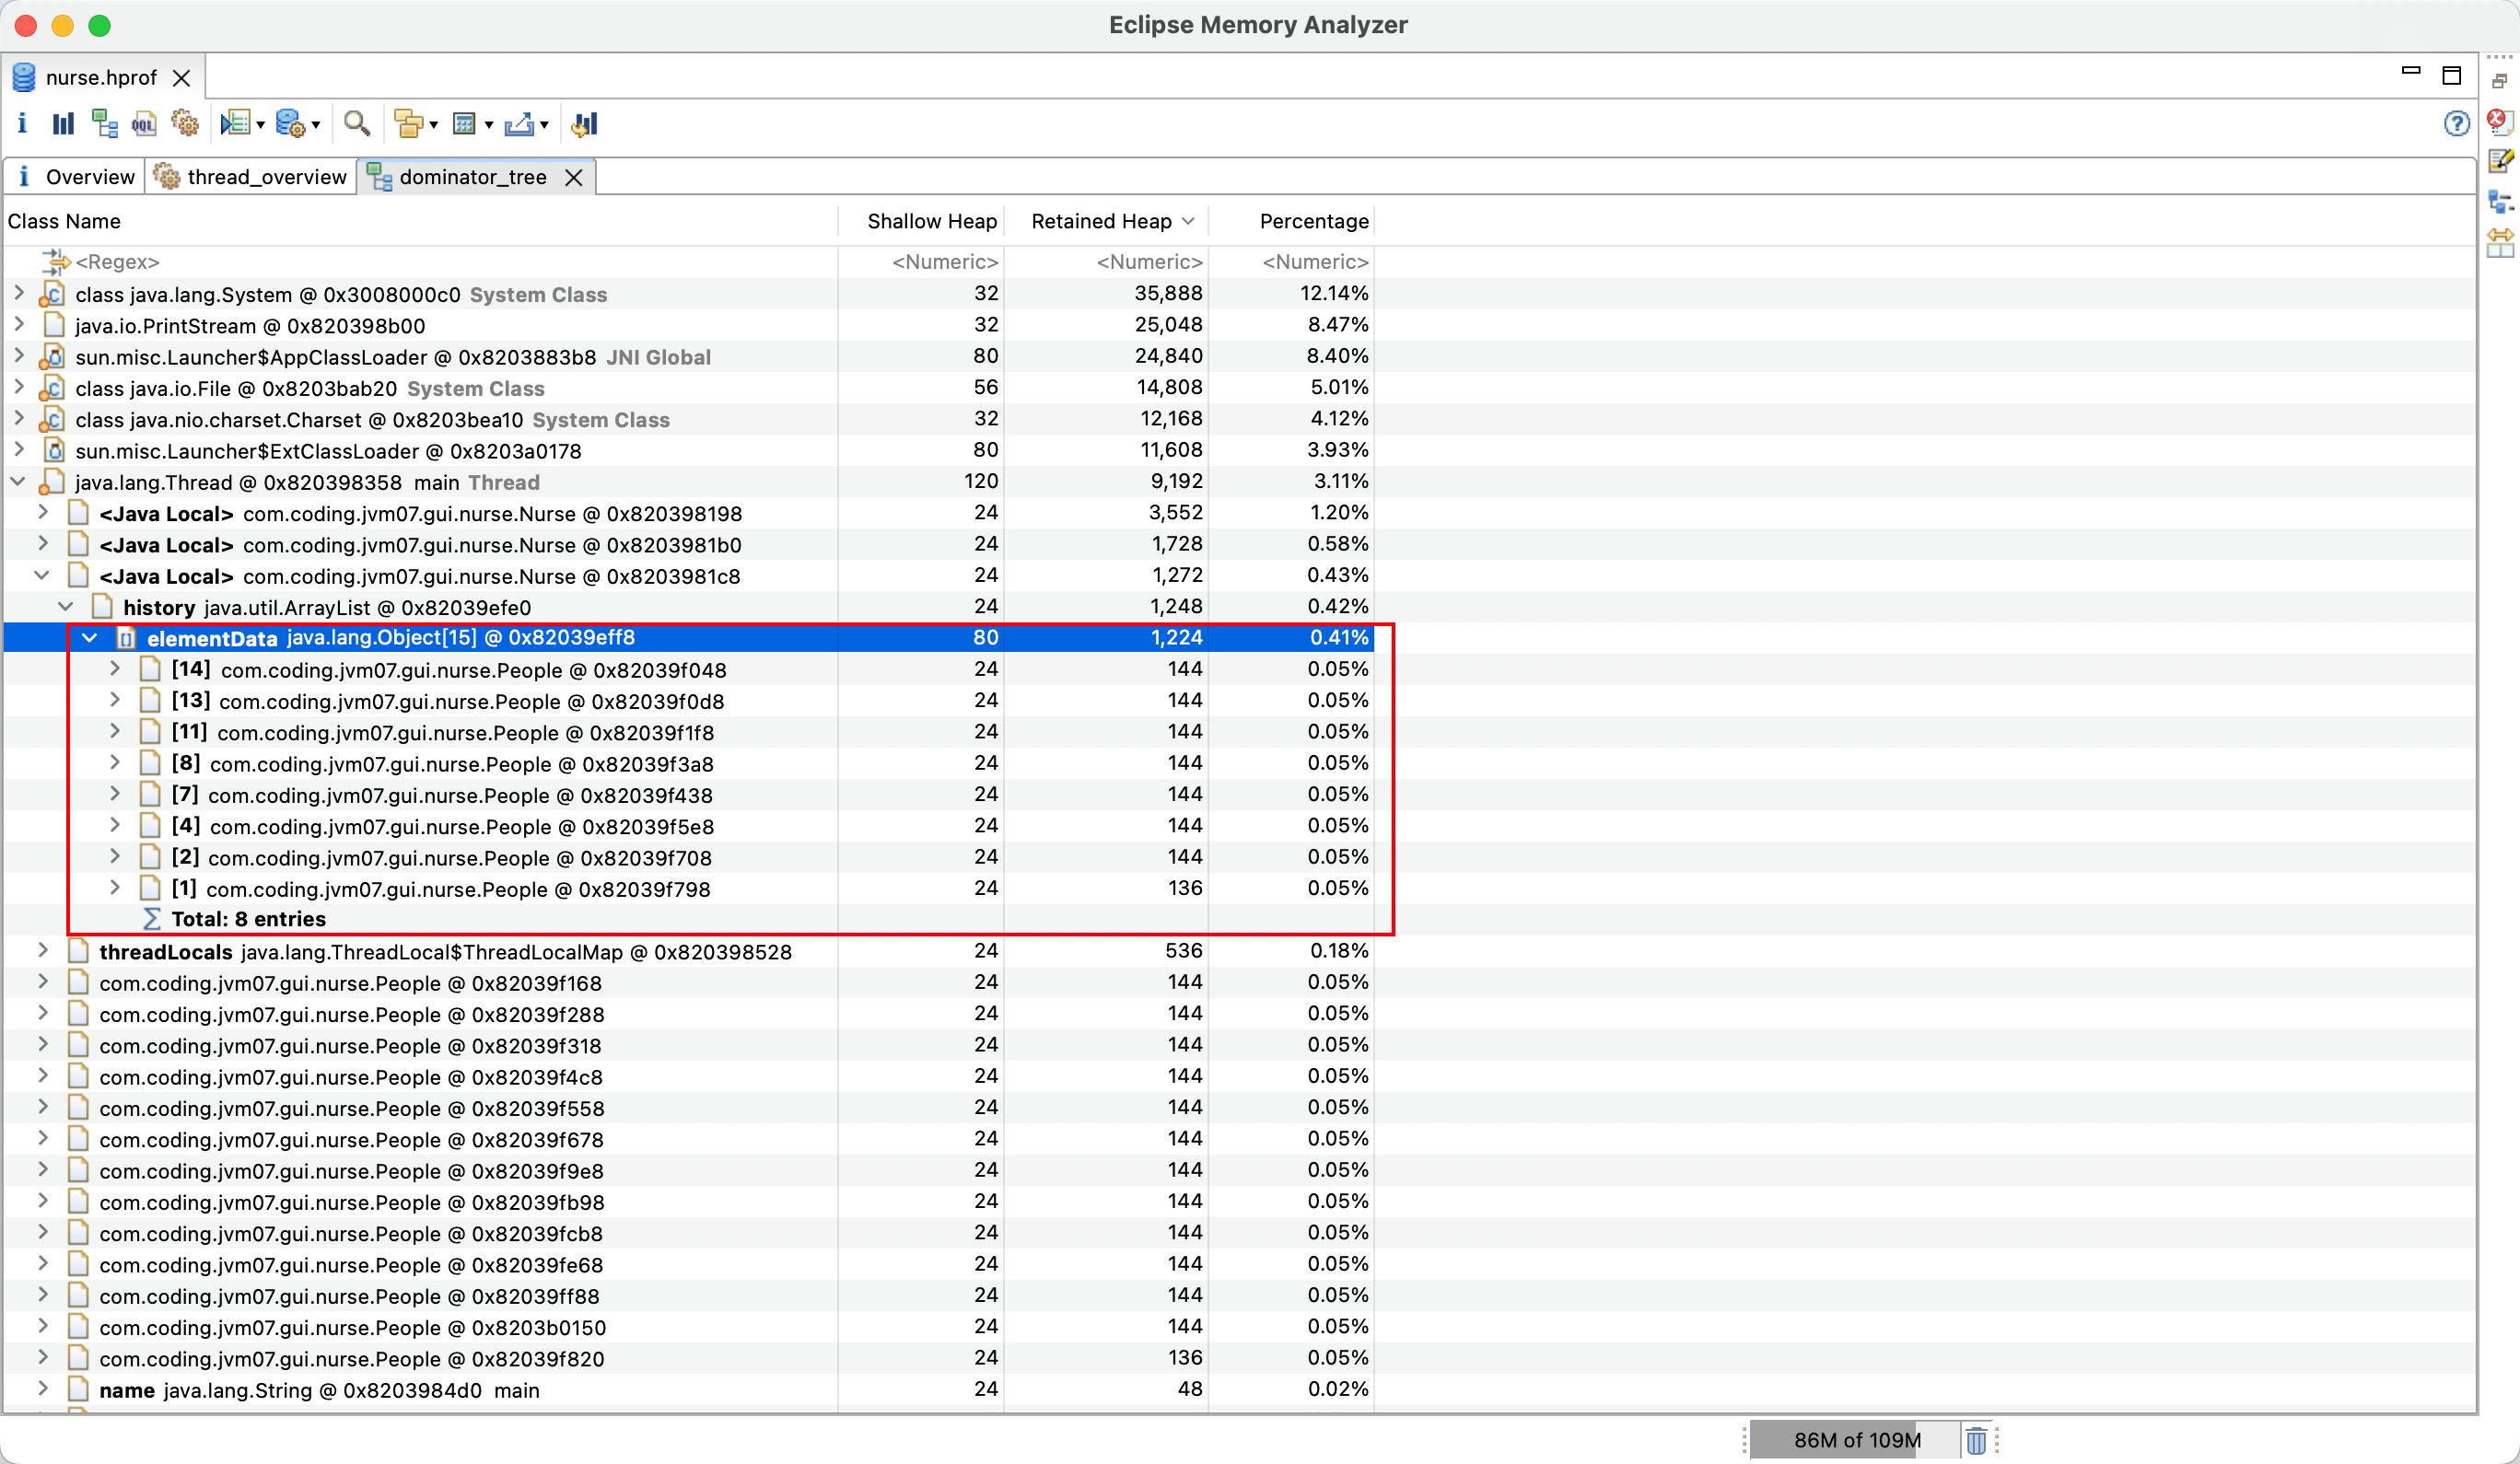 Eclipse Memory Analyzer
nurse.hprof
i OQL
i Overview thread_overview dominator_tree
Class Name Shallow Heap Retained Heap Percentage
<Regex> <Numeric> <Numeric> <Numeric>
class java.lang.System @ 0x3008000c0 System Class 32 35,888 12.14%
java.io.PrintStream @ 0x820398b00 32 25,048 8.47%
sun.misc.Launcher$AppClassLoader @ 0x8203883b8 JNI Global 80 24,840 8.40%
class java.io.File @ 0x8203bab20 System Class 56 14,808 5.01%
class java.nio.charset.Charset @ 0x8203bea10 System Class 32 12,168 4.12%
sun.misc.Launcher$ExtClassLoader @ 0x8203a0178 80 11,608 3.93%
java.lang.Thread @ 0x820398358 main Thread 120 9,192 3.11%
<Java Local> com.coding.jvm07.gui.nurse.Nurse @ 0x820398198 24 3,552 1.20%
<Java Local> com.coding.jvm07.gui.nurse.Nurse @ 0x8203981b0 24 1,728 0.58%
<Java Local> com.coding.jvm07.gui.nurse.Nurse @ 0x8203981c8 24 1,272 0.43%
history java.util.ArrayList @ 0x82039efe0 24 1,248 0.42%
elementData java.lang.Object[15] @ 0x82039eff8 80 1,224 0.41%
[14] com.coding.jvm07.gui.nurse.People @ 0x82039f048 24 144 0.05%
[13] com.coding.jvm07.gui.nurse.People @ 0x82039f0d8 24 144 0.05%
[11] com.coding.jvm07.gui.nurse.People @ 0x82039f1f8 24 144 0.05%
[8] com.coding.jvm07.gui.nurse.People @ 0x82039f3a8 24 144 0.05%
[7] com.coding.jvm07.gui.nurse.People @ 0x82039f438 24 144 0.05%
[4] com.coding.jvm07.gui.nurse.People @ 0x82039f5e8 24 144 0.05%
[2] com.coding.jvm07.gui.nurse.People @ 0x82039f708 24 144 0.05%
[1] com.coding.jvm07.gui.nurse.People @ 0x82039f798 24 136 0.05%
Total: 8 entries
threadLocals java.lang.ThreadLocal$ThreadLocalMap @ 0x820398528 24 536 0.18%
com.coding.jvm07.gui.nurse.People @ 0x82039f168 24 144 0.05%
com.coding.jvm07.gui.nurse.People @ 0x82039f288 24 144 0.05%
com.coding.jvm07.gui.nurse.People @ 0x82039f318 24 144 0.05%
com.coding.jvm07.gui.nurse.People @ 0x82039f4c8 24 144 0.05%
com.coding.jvm07.gui.nurse.People @ 0x82039f558 24 144 0.05%
com.coding.jvm07.gui.nurse.People @ 0x82039f678 24 144 0.05%
com.coding.jvm07.gui.nurse.People @ 0x82039f9e8 24 144 0.05%
com.coding.jvm07.gui.nurse.People @ 0x82039fb98 24 144 0.05%
com.coding.jvm07.gui.nurse.People @ 0x82039fcb8 24 144 0.05%
com.coding.jvm07.gui.nurse.People @ 0x82039fe68 24 144 0.05%
com.coding.jvm07.gui.nurse.People @ 0x82039ff88 24 144 0.05%
com.coding.jvm07.gui.nurse.People @ 0x8203b0150 24 144 0.05%
com.coding.jvm07.gui.nurse.People @ 0x82039f820 24 136 0.05%
name java.lang.String @ 0x8203984d0 main 24 48 0.02%
86M of 109M